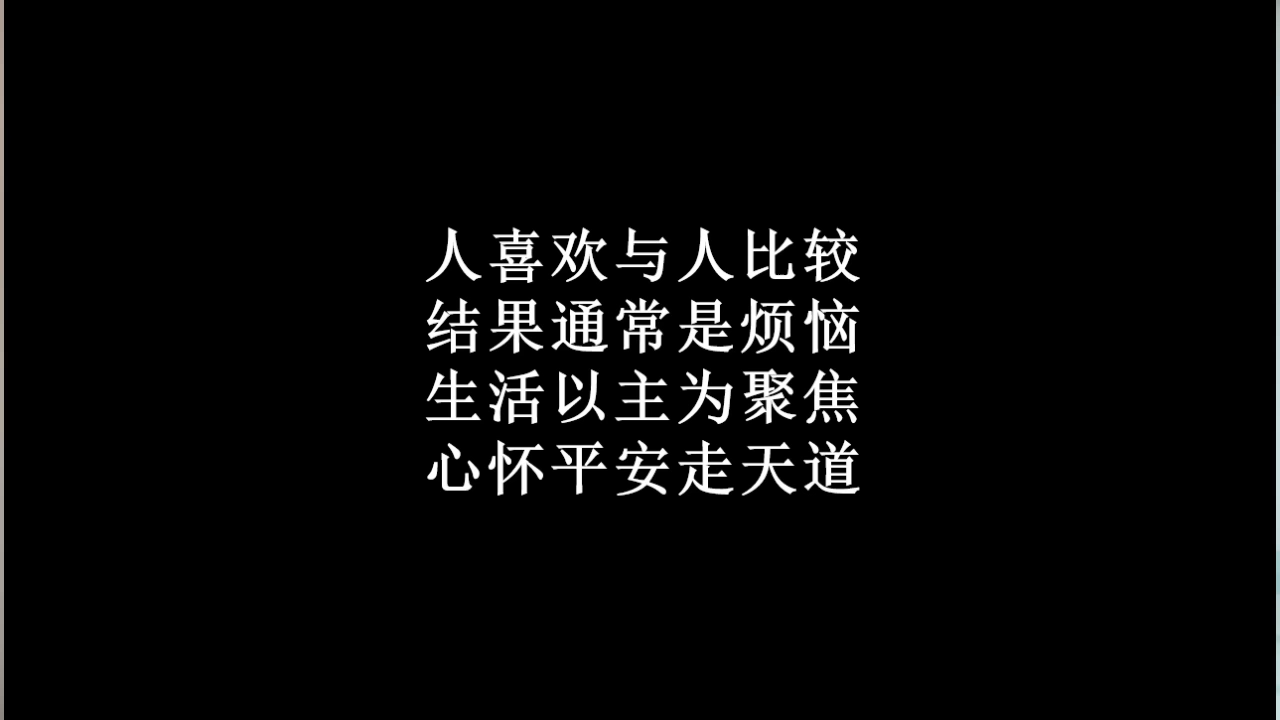 人喜欢与人比较
结果通常是烦恼
生活以主为聚焦
心怀平安走天道